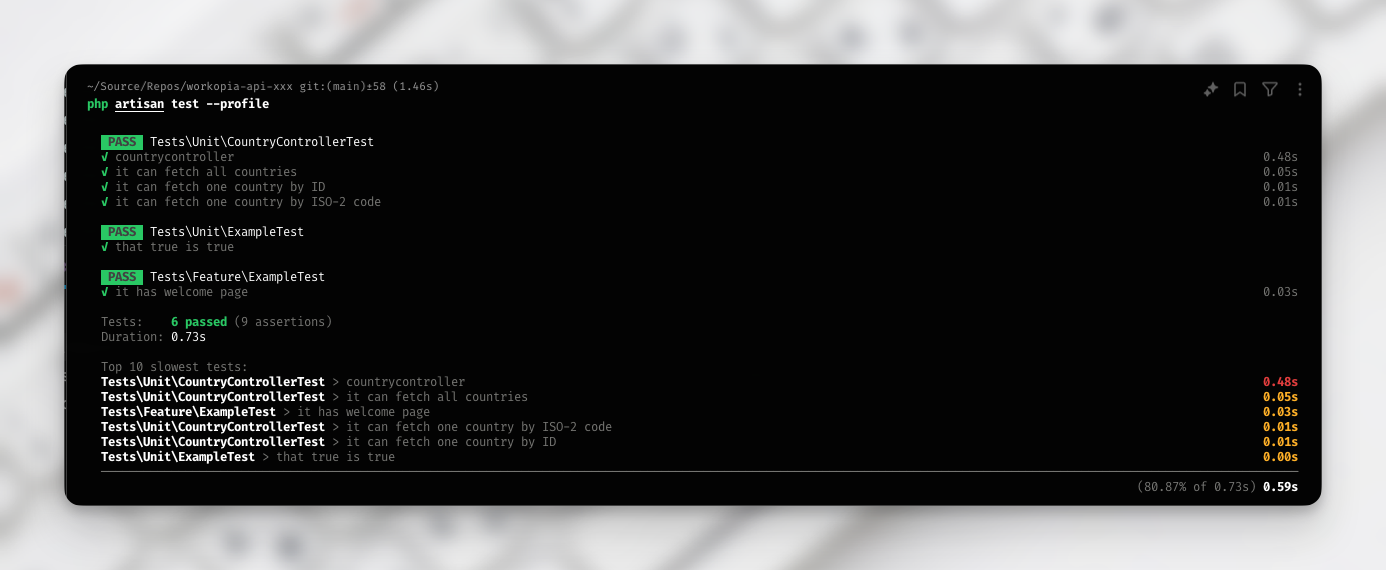 ~/Source/Repos/workopia-api-xxx git:(main)±58 (1.46s)
php artisan test --profile
PASS Tests\Unit\CountryControllerTest
✓ countrycontroller 0.48s
✓ it can fetch all countries 0.05s
✓ it can fetch one country by ID 0.01s
✓ it can fetch one country by ISO-2 code 0.01s
PASS Tests\Unit\ExampleTest
✓ that true is true
PASS Tests\Feature\ExampleTest
✓ it has welcome page 0.03s
Tests: 6 passed (9 assertions)
Duration: 0.73s
Top 10 slowest tests:
Tests\Unit\CountryControllerTest > countrycontroller 0.48s
Tests\Unit\CountryControllerTest > it can fetch all countries 0.05s
Tests\Feature\ExampleTest > it has welcome page 0.03s
Tests\Unit\CountryControllerTest > it can fetch one country by ISO-2 code 0.01s
Tests\Unit\CountryControllerTest > it can fetch one country by ID 0.01s
Tests\Unit\ExampleTest > that true is true 0.00s
(80.87% of 0.73s) 0.59s